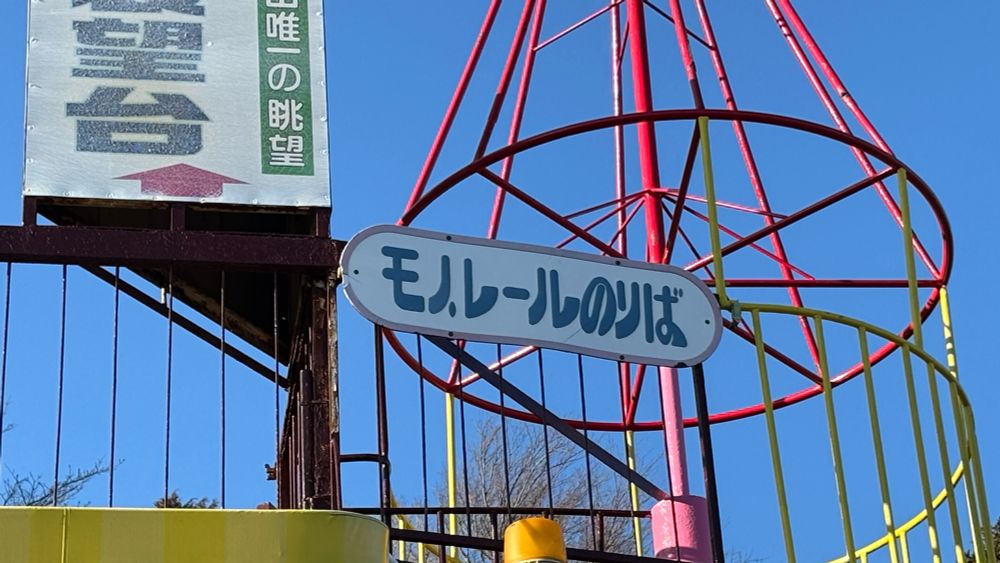 望台
唯一の眺望
モノレールのりば